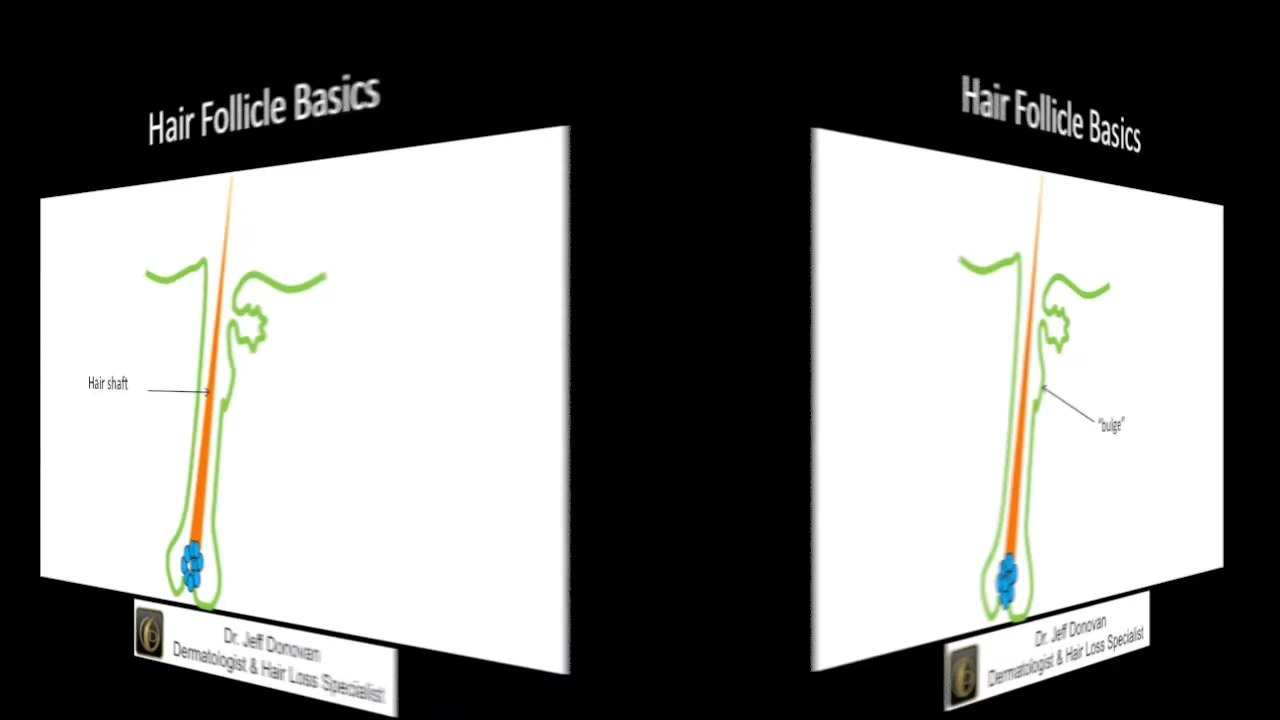 Hair Follicle Basics
Hair shaft
Dr. Jeff Donovan
Dermatologist & Hair Loss Specialist
Hair Follicle Basics
"bulge"
Dr. Jeff Donovan
Dermatologist & Hair Loss Specialist